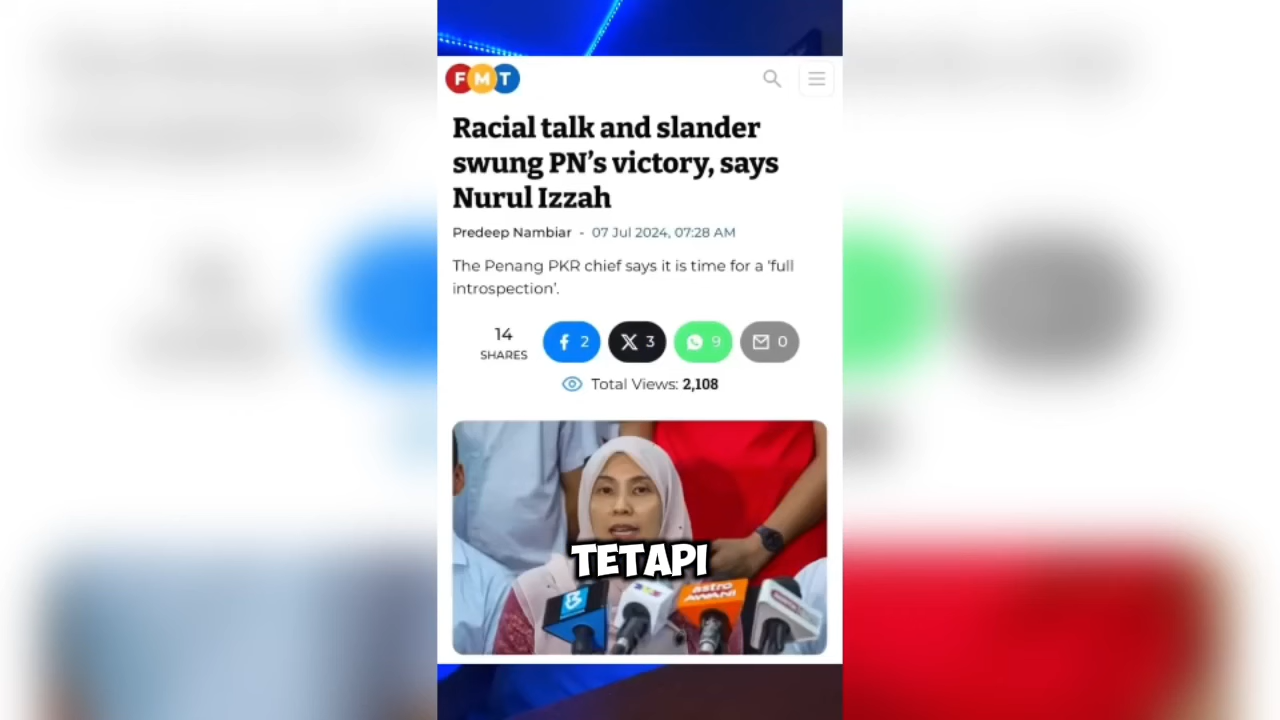 FMT
Racial talk and slander
swung PN's victory, says
Nurul Izzah
Predeep Nambiar - 07 Jul 2024, 07:28 AM
The Penang PKR chief says it is time for a 'full
introspection'.
14
SHARES
2
3
9
0
Total Views: 2,108
TETAPI
astro
AWANI